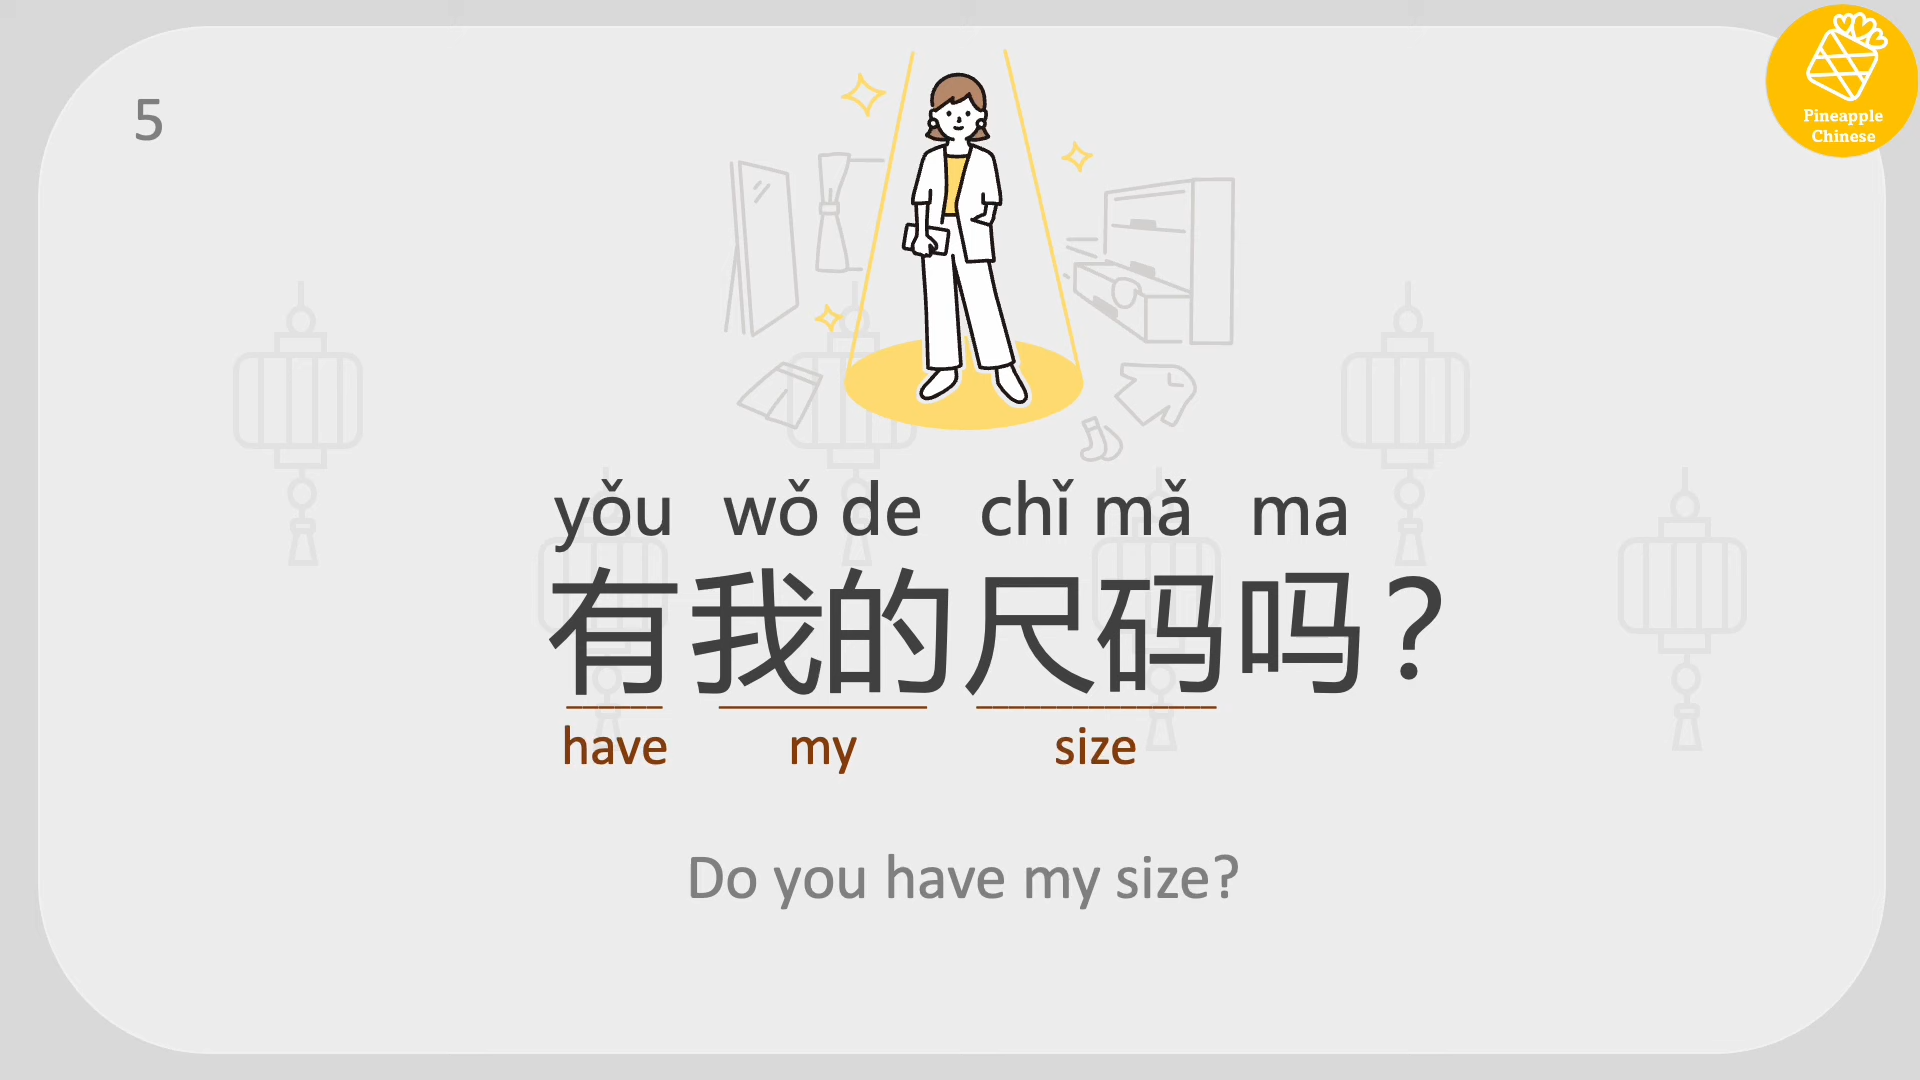 5
Pineapple
Chinese
yǒu wǒ de chǐ mǎ ma
有我的尺码吗？
have my size
Do you have my size?